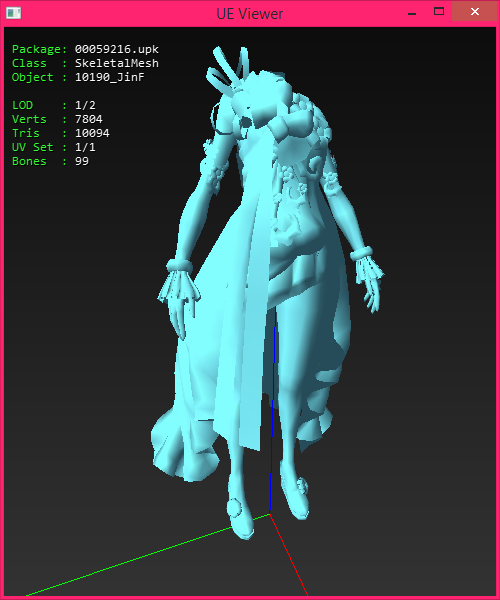 UE Viewer
Package: 00059216.upk
Class : SkeletalMesh
Object : 10190_JinF
LOD : 1/2
Verts : 7804
Tris : 10094
UV Set : 1/1
Bones : 99